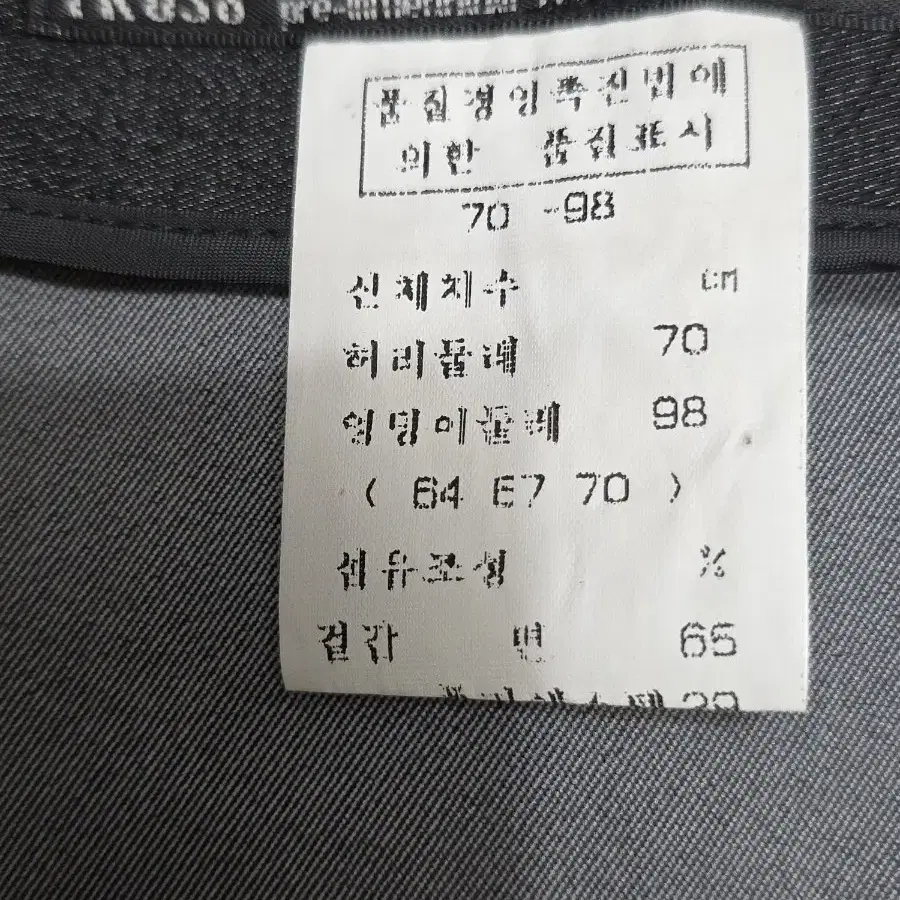 품질경영촉진법에
의한 품질표시
70 -98
신체치수 cm
허리둘레 70
엉덩이둘레 98
( 64 67 70 )
섬유조성 %
겉감 면 65